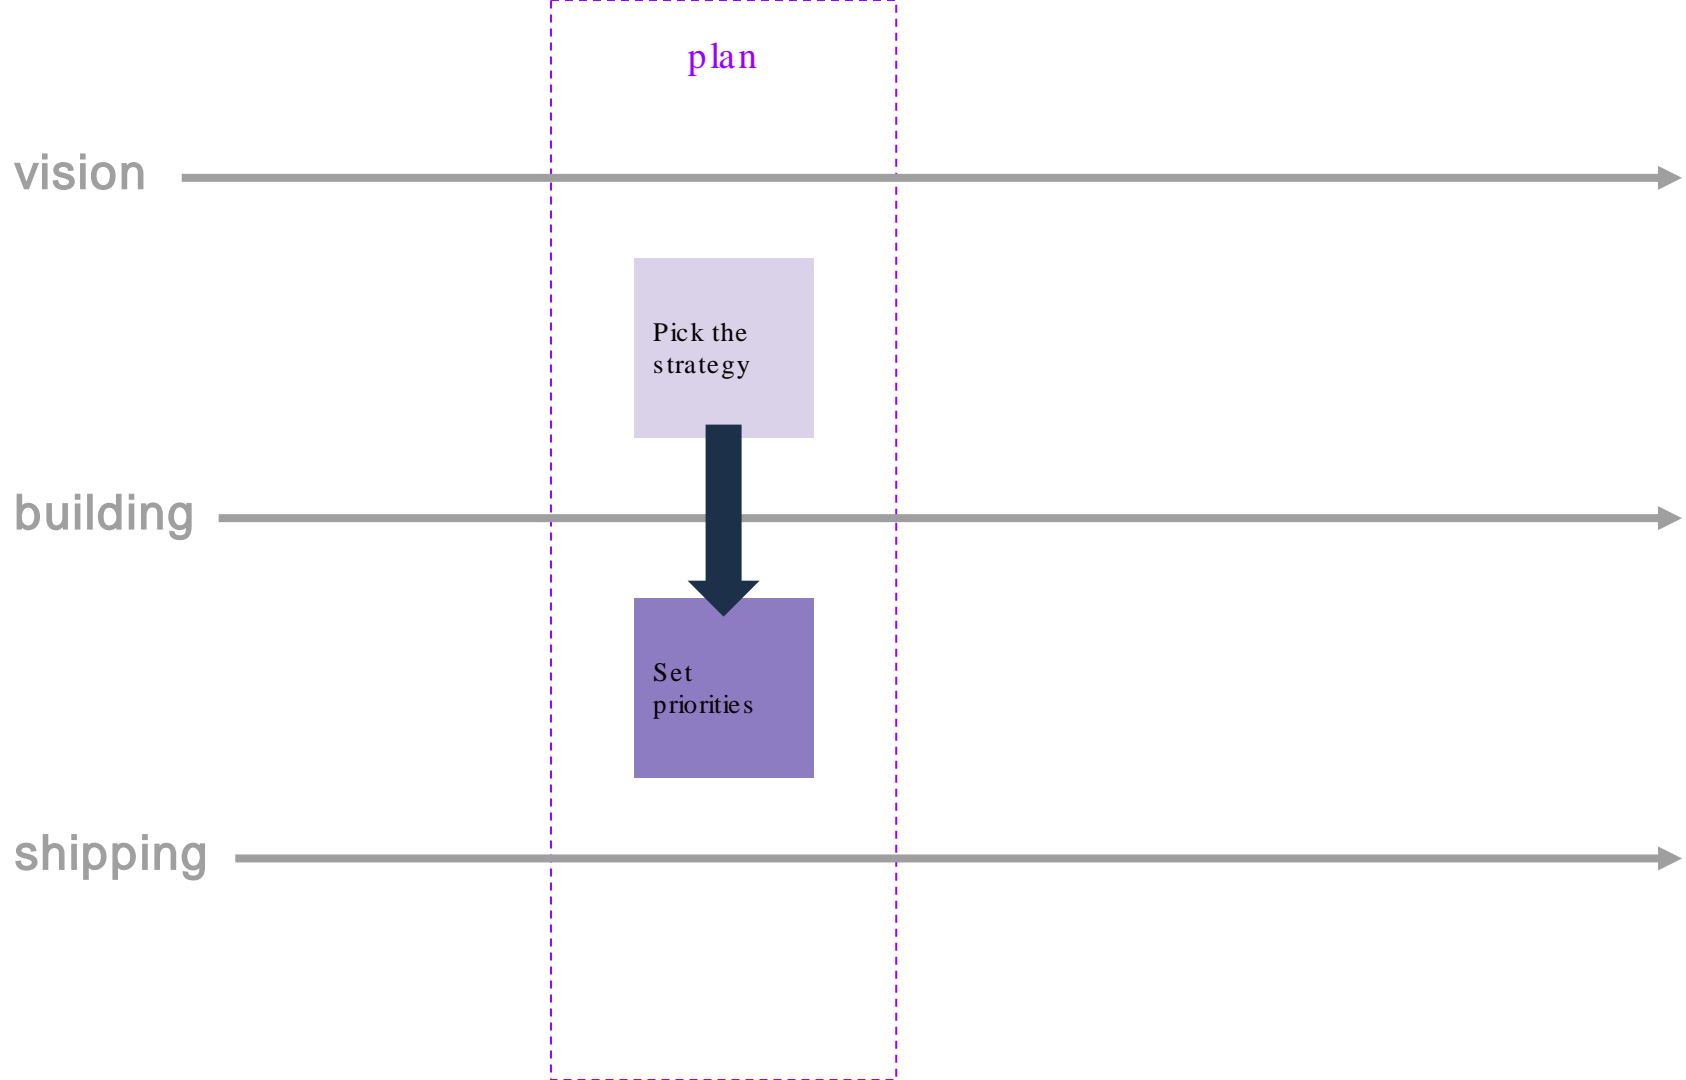 plan
vision
Pick the
strategy
building
Set
priorities
shipping